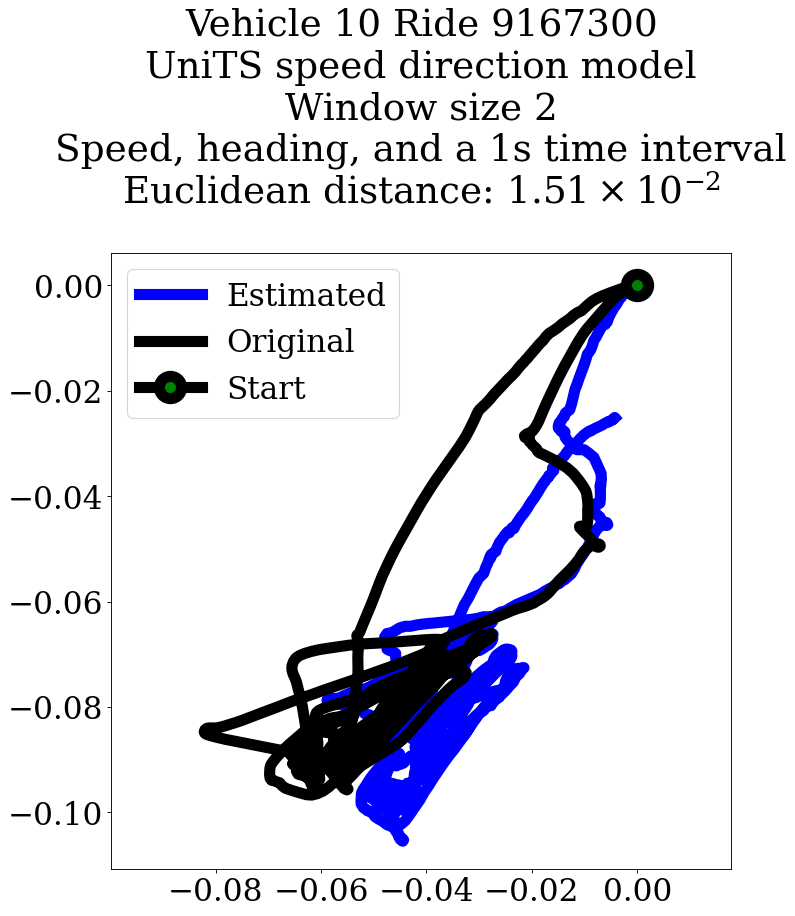 Vehicle 10 Ride 9167300
UniTS speed direction model
Window size 2
Speed, heading, and a 1s time interval
Euclidean distance: 1.51 × 10⁻²
Estimated
Original
Start
0.00
−0.02
−0.04
−0.06
−0.08
−0.10
−0.08 −0.06 −0.04 −0.02 0.00